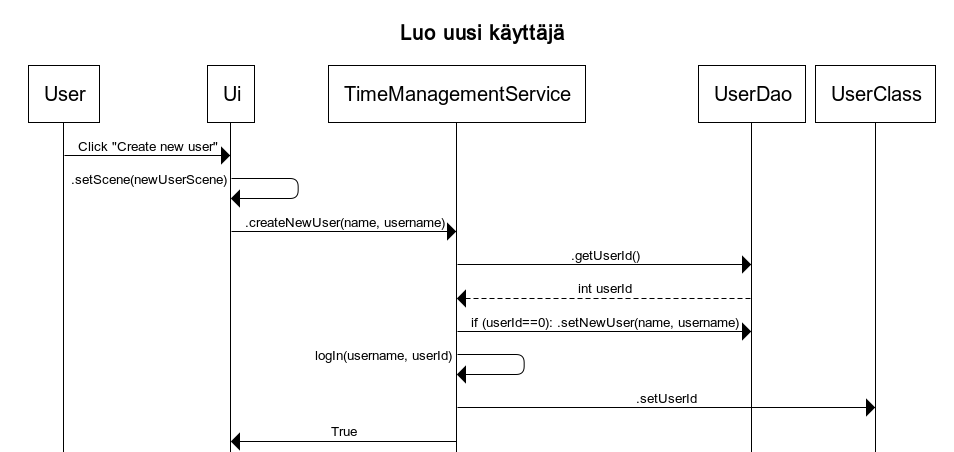 Luo uusi käyttäjä
User
Ui
TimeManagementService
UserDao
UserClass
Click "Create new user"
.setScene(newUserScene)
.createNewUser(name, username)
.getUserId()
int userId
if (userId==0): .setNewUser(name, username)
logIn(username, userId)
.setUserId
True